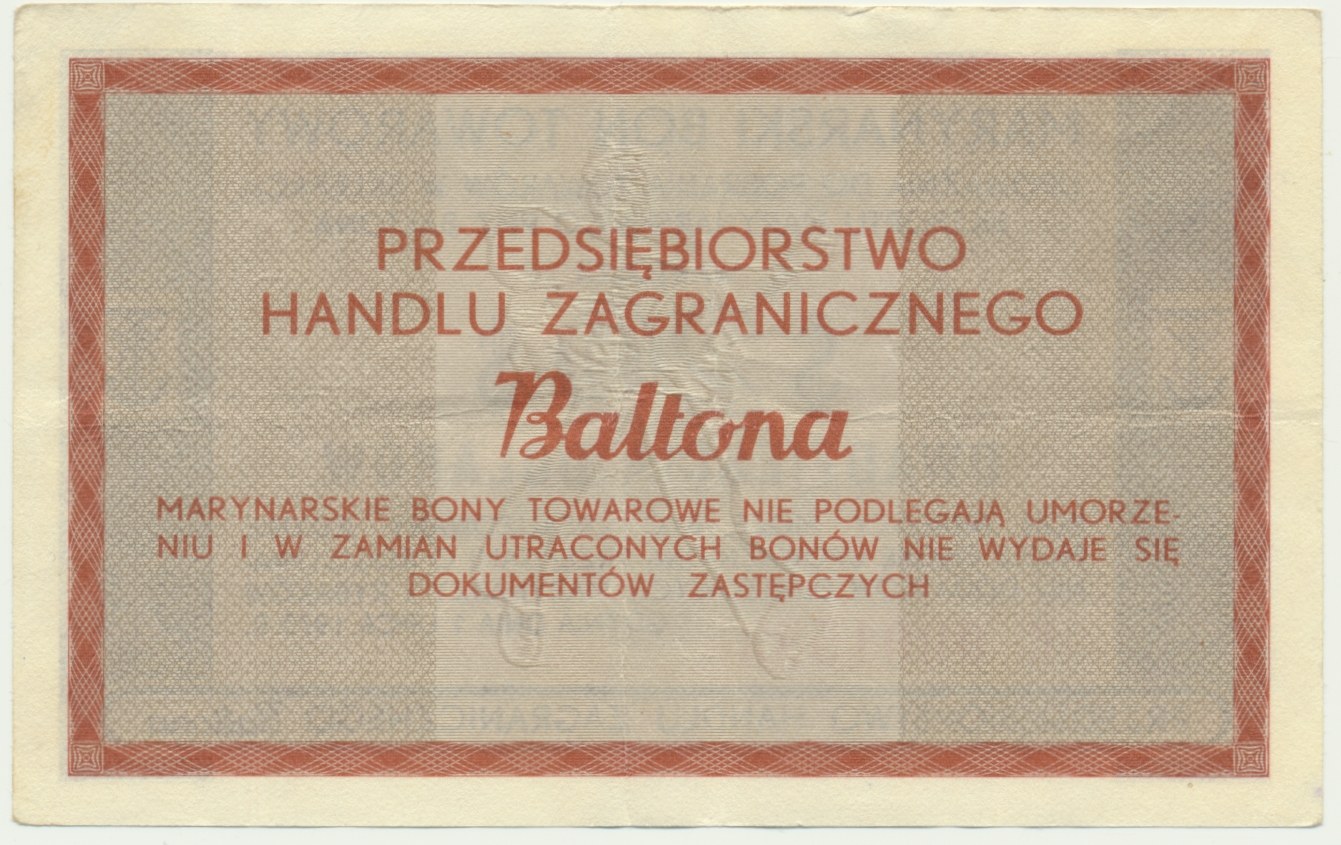 PRZEDSIĘBIORSTWO
HANDLU ZAGRANICZNEGO
Baltona
MARYNARSKIE BONY TOWAROWE NIE PODLEGAJĄ UMORZE-
NIU I W ZAMIAN UTRACONYCH BONÓW NIE WYDAJE SIĘ
DOKUMENTÓW ZASTĘPCZYCH